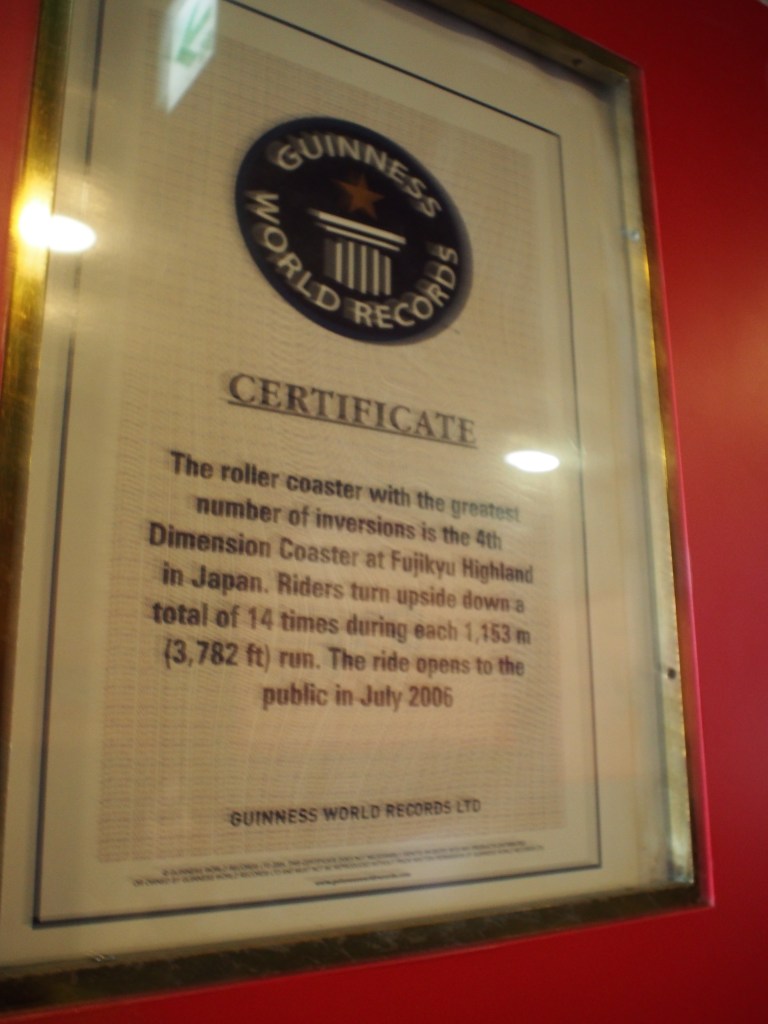 GUINNESS
WORLD RECORDS
CERTIFICATE
The roller coaster with the greatest
number of inversions is the 4th
Dimension Coaster at Fujikyu Highland
in Japan. Riders turn upside down a
total of 14 times during each 1,153 m
(3,782 ft) run. The ride opens to the
public in July 2006
GUINNESS WORLD RECORDS LTD